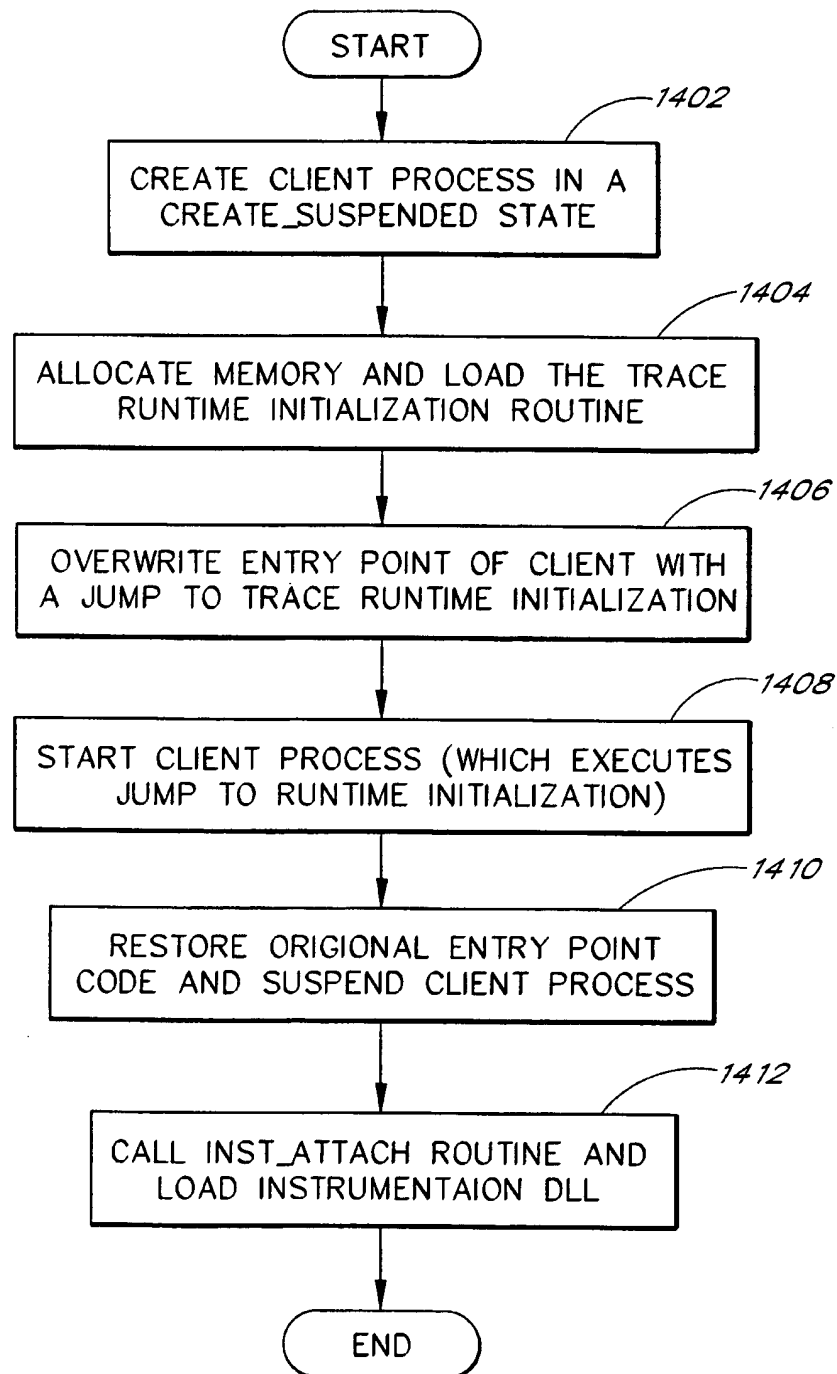 START
1402
CREATE CLIENT PROCESS IN A
CREATE_SUSPENDED STATE
1404
ALLOCATE MEMORY AND LOAD THE TRACE
RUNTIME INITIALIZATION ROUTINE
1406
OVERWRITE ENTRY POINT OF CLIENT WITH
A JUMP TO TRACE RUNTIME INITIALIZATION
1408
START CLIENT PROCESS (WHICH EXECUTES
JUMP TO RUNTIME INITIALIZATION)
1410
RESTORE ORIGIONAL ENTRY POINT
CODE AND SUSPEND CLIENT PROCESS
1412
CALL INST_ATTACH ROUTINE AND
LOAD INSTRUMENTAION DLL
END